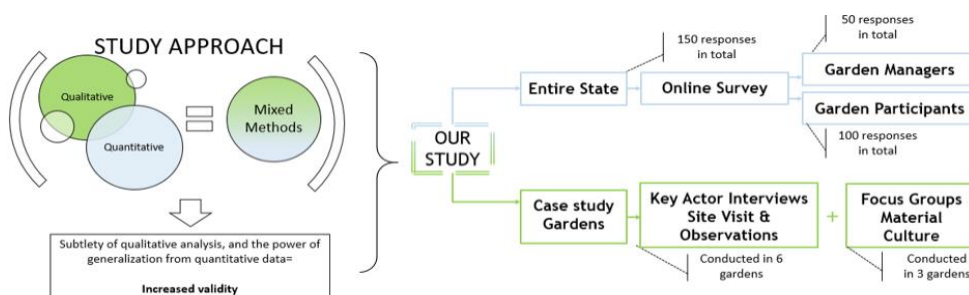 STUDY APPROACH
Qualitative
Quantitative
Mixed
Methods
Subtlety of qualitative analysis, and the power of
generalization from quantitative data=
Increased validity
OUR
STUDY
150 responses
in total
50 responses
in total
Entire State
Online Survey
Garden Managers
Garden Participants
100 responses
in total
Case study
Gardens
Key Actor Interviews
Site Visit &
Observations
+
Focus Groups
Material
Culture
Conducted in 6
gardens
Conducted
in 3 gardens